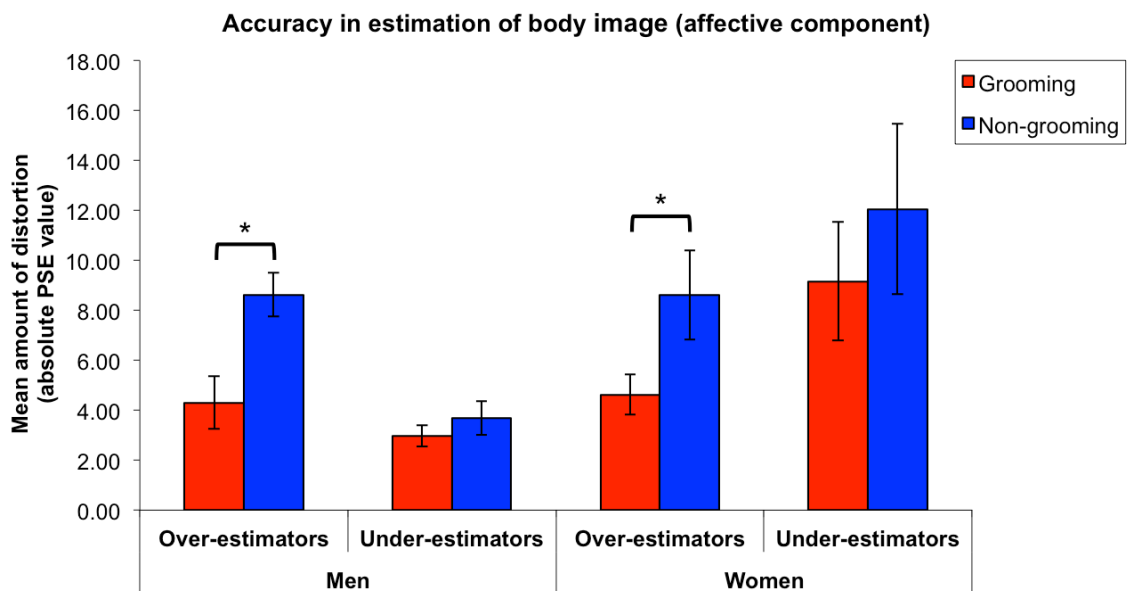 Accuracy in estimation of body image (affective component)
18.00
16.00
14.00
12.00
10.00
8.00
6.00
4.00
2.00
0.00
Mean amount of distortion
(absolute PSE value)
Grooming
Non-grooming
*
*
Over-estimators
Under-estimators
Over-estimators
Under-estimators
Men
Women